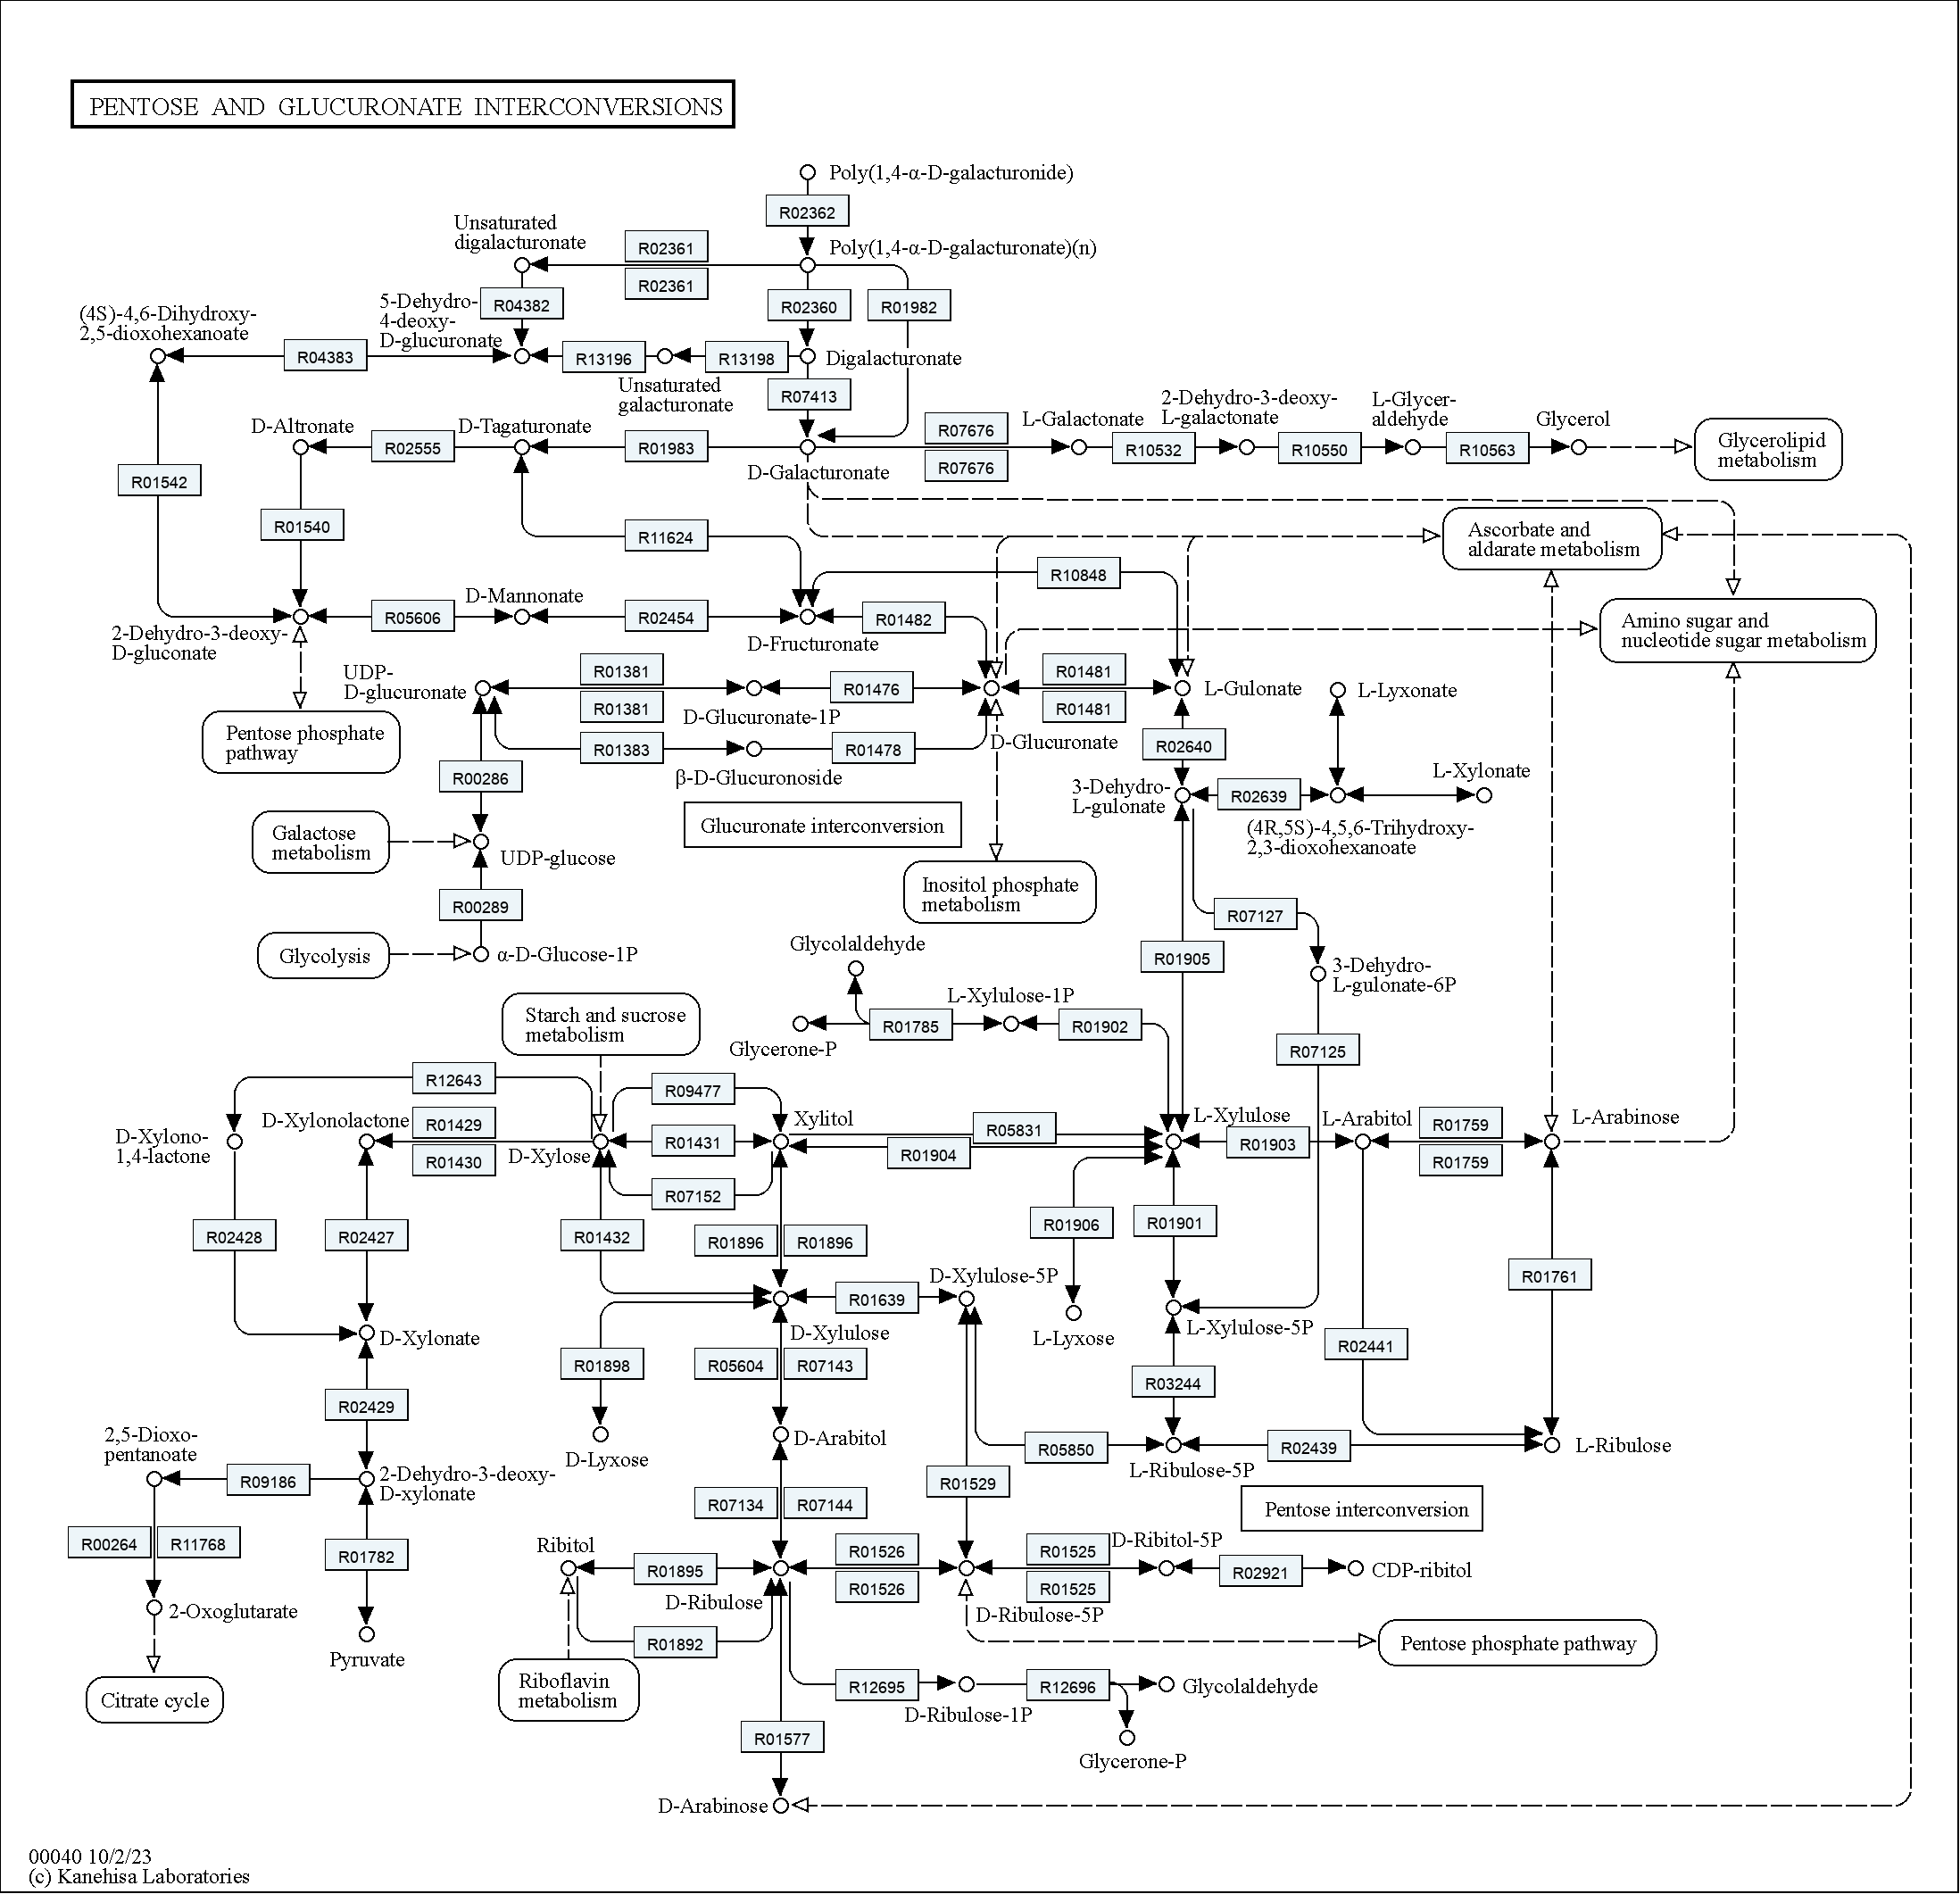 PENTOSE AND GLUCURONATE INTERCONVERSIONS
Poly(1,4-α-D-galacturonide)
R02362
Unsaturated
digalacturonate
R02361
Poly(1,4-α-D-galacturonate)(n)
R02361
(4S)-4,6-Dihydroxy-
2,5-dioxohexanoate
5-Dehydro-
4-deoxy-
D-glucuronate
R04382
R02360
R01982
R04383
R13196
R13198
Digalacturonate
Unsaturated
galacturonate
R07413
D-Altronate
R02555
D-Tagaturonate
R01983
D-Galacturonate
R07676
R07676
L-Galactonate
R10532
2-Dehydro-3-deoxy-
L-galactonate
R10550
L-Glycer-
aldehyde
R10563
Glycerol
Glycerolipid
metabolism
R01542
R01540
R11624
Ascorbate and
aldarate metabolism
R10848
2-Dehydro-3-deoxy-
D-gluconate
R05606
D-Mannonate
R02454
D-Fructuronate
R01482
Amino sugar and
nucleotide sugar metabolism
Pentose phosphate
pathway
UDP-
D-glucuronate
R01381
R01381
D-Glucuronate-1P
R01476
R01481
R01481
L-Gulonate
L-Lyxonate
R01383
β-D-Glucuronoside
R01478
D-Glucuronate
R02640
R00286
3-Dehydro-
L-gulonate
R02639
L-Xylonate
(4R,5S)-4,5,6-Trihydroxy-
2,3-dioxohexanoate
Galactose
metabolism
UDP-glucose
Glucuronate interconversion
Inositol phosphate
metabolism
R00289
R07127
Glycolysis
α-D-Glucose-1P
Glycolaldehyde
R01905
3-Dehydro-
L-gulonate-6P
Starch and sucrose
metabolism
Glycerone-P
R01785
L-Xylulose-1P
R01902
R07125
R12643
R09477
D-Xylono-
1,4-lactone
D-Xylonolactone
R01429
R01430
D-Xylose
R01431
Xylitol
R05831
R01904
L-Xylulose
R01903
L-Arabitol
R01759
R01759
L-Arabinose
R07152
R02428
R02427
R01432
R01896
R01896
R01906
R01901
R01761
R01639
D-Xylulose-5P
D-Xylonate
D-Xylulose
L-Lyxose
L-Xylulose-5P
R02441
R01898
R05604
R07143
R03244
R02429
2,5-Dioxo-
pentanoate
D-Lyxose
D-Arabitol
R05850
L-Ribulose-5P
R02439
L-Ribulose
R09186
2-Dehydro-3-deoxy-
D-xylonate
R07134
R07144
R01529
Pentose interconversion
R00264
R11768
R01782
Ribitol
R01895
D-Ribulose
R01526
R01526
R01525
R01525
D-Ribitol-5P
R02921
CDP-ribitol
2-Oxoglutarate
D-Ribulose-5P
Pyruvate
R01892
Pentose phosphate pathway
Citrate cycle
Riboflavin
metabolism
R12695
D-Ribulose-1P
R12696
Glycolaldehyde
R01577
Glycerone-P
D-Arabinose
00040 10/2/23
(c) Kanehisa Laboratories